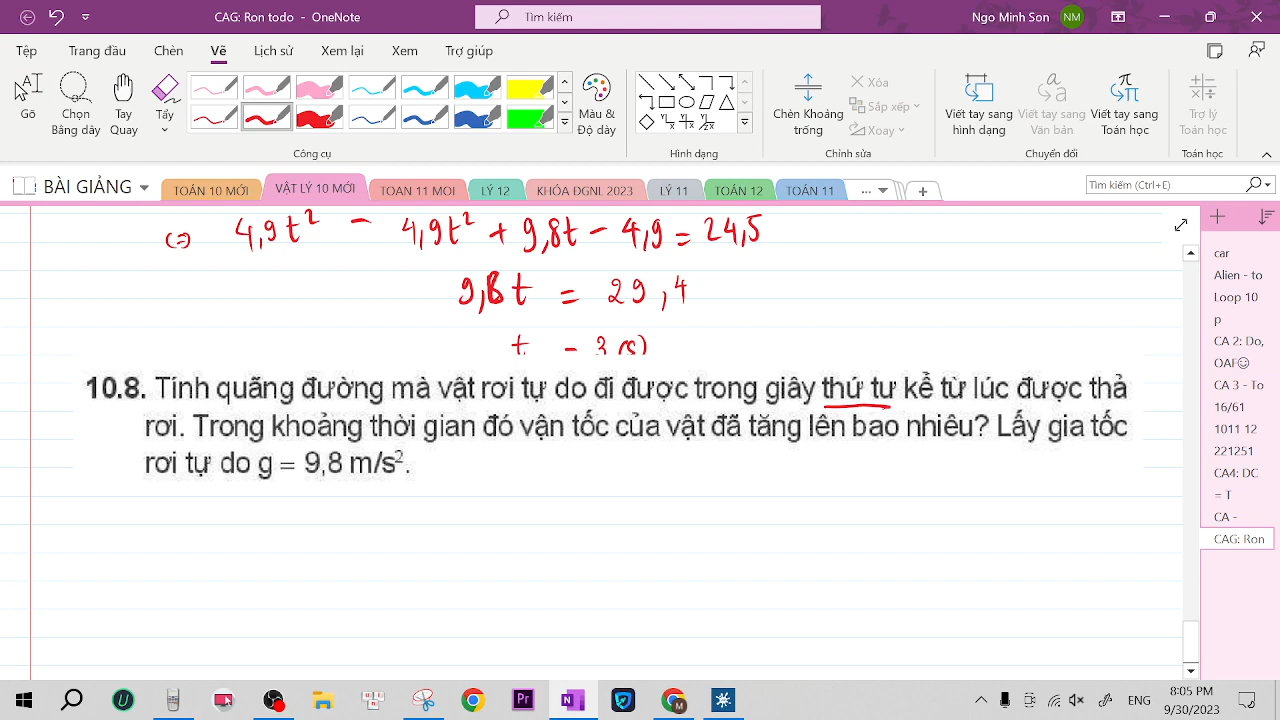 CAG: Ron todo - OneNote
Tìm kiếm
Ngo Minh Son
NM
Tệp
Trang đầu
Chèn
Vẽ
Lịch sử
Xem lại
Xem
Trợ giúp
Gõ
Chọn Bằng dây
Tẩy
Tay Quay
Màu & Độ dày
Chèn Khoảng trống
Xóa
Sắp xếp
Xoay
Viết tay sang hình dạng
Viết tay sang Văn bản
Viết tay sang Toán học
Trợ lý Toán học
Công cụ
Hình dạng
Chỉnh sửa
Chuyển đổi
Toán học
BÀI GIẢNG
TOÁN 10 MỚI
VẬT LÝ 10 MỚI
TOAN 11 MOI
LÝ 12
KHÓA DGNL 2023
LÝ 11
TOÁN 12
TOÁN 11
...
Tìm kiếm (Ctrl+E)
(=) 4,9t² - 4,9t² + 9,8t - 4,9 = 24,5
9,8t = 29,4
t = 3(s)
10.8. Tính quãng đường mà vật rơi tự do đi được trong giây thứ tư kể từ lúc được thả
rơi. Trong khoảng thời gian đó vận tốc của vật đã tăng lên bao nhiêu? Lấy gia tốc
rơi tự do g = 9,8 m/s².
car
Alien - to
Loop 10
p
CA 2: Do,
OAI☺
CA 3 - To
16/61
1011 12
221251
CA4: DC
= T
CA -
CAG: Ron
Pr
8:05 PM
9/30/2023